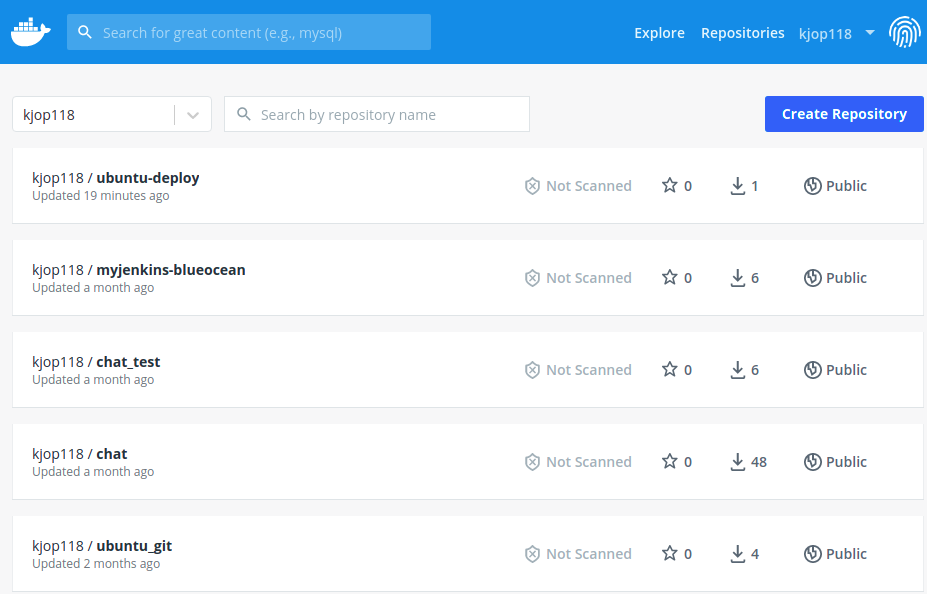 Search for great content (e.g., mysql)
Explore Repositories kjop118
kjop118
Search by repository name
Create Repository
kjop118 / ubuntu-deploy
Updated 19 minutes ago
Not Scanned 0 1 Public
kjop118 / myjenkins-blueocean
Updated a month ago
Not Scanned 0 6 Public
kjop118 / chat_test
Updated a month ago
Not Scanned 0 6 Public
kjop118 / chat
Updated a month ago
Not Scanned 0 48 Public
kjop118 / ubuntu_git
Updated 2 months ago
Not Scanned 0 4 Public